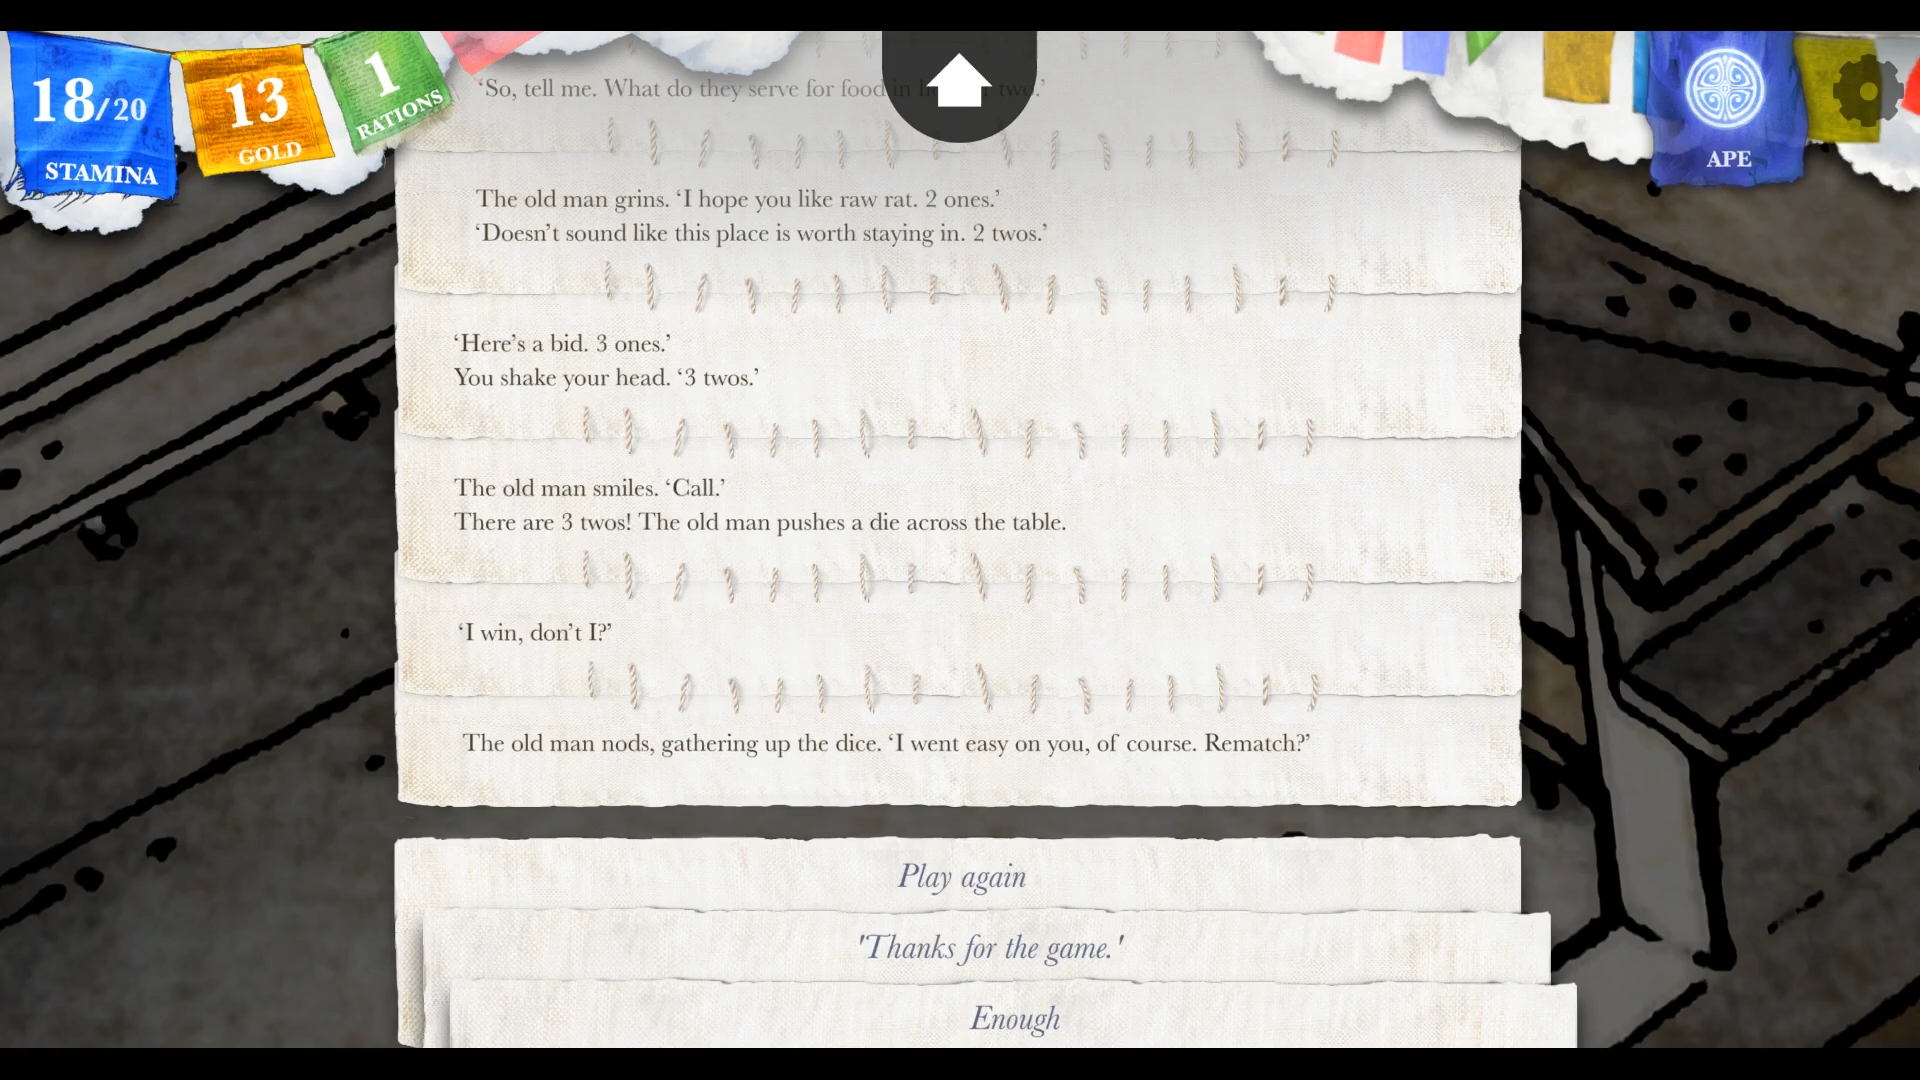 18/20
STAMINA
13
GOLD
1
RATIONS
APE
‘So, tell me. What do they serve for food in two.’
The old man grins. ‘I hope you like raw rat. 2 ones.’
‘Doesn’t sound like this place is worth staying in. 2 twos.’
‘Here’s a bid. 3 ones.’
You shake your head. ‘3 twos.’
The old man smiles. ‘Call.’
There are 3 twos! The old man pushes a die across the table.
‘I win, don’t I?’
The old man nods, gathering up the dice. ‘I went easy on you, of course. Rematch?’
Play again
'Thanks for the game.'
Enough